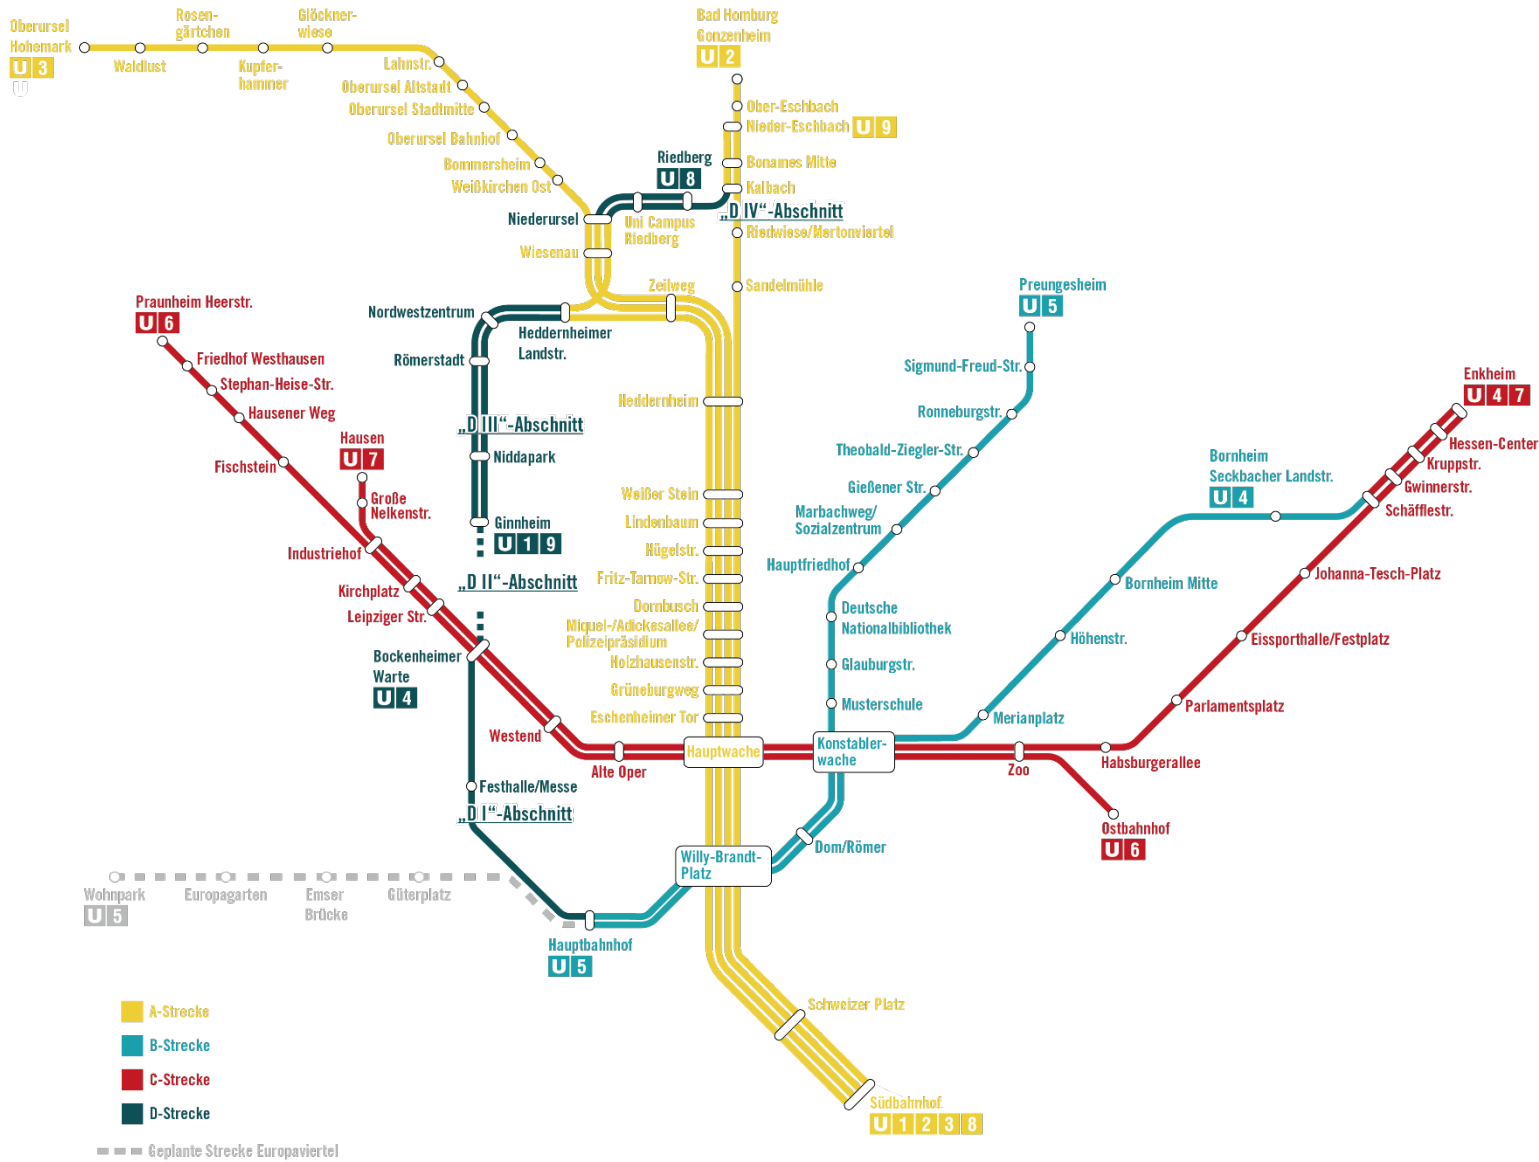 Oberursel
Hohemark
U 3
U
Rosen-
gärtchen
Glöckner-
wiese
Waldlust
Kupfer-
hammer
Lahnstr.
Oberursel Altstadt
Oberursel Stadtmitte
Oberursel Bahnhof
Bommersheim
Weißkirchen Ost
Bad Homburg
Gonzenheim
U 2
Ober-Eschbach
Nieder-Eschbach U 9
Bonames Mitte
Kalbach
„D IV“-Abschnitt
Riedwiese/Mertonviertel
Sandelmühle
Riedberg
U 8
Uni Campus
Riedberg
Niederursel
Wiesenau
Zeilweg
Nordwestzentrum
Heddernheimer
Landstr.
Römerstadt
„D III“-Abschnitt
Niddapark
Ginnheim
U 1 9
„D II“-Abschnitt
Praunheim Heerstr.
U 6
Friedhof Westhausen
Stephan-Heise-Str.
Hausener Weg
Fischstein
Hausen
U 7
Große
Nelkenstr.
Industriehof
Kirchplatz
Leipziger Str.
Bockenheimer
Warte
U 4
Westend
Alte Oper
Festhalle/Messe
„D I“-Abschnitt
Heddernheim
Weißer Stein
Lindenbaum
Hügelstr.
Fritz-Tarnow-Str.
Dornbusch
Miquel-/Adickesallee/
Polizeipräsidium
Holzhausenstr.
Grüneburgweg
Eschenheimer Tor
Hauptwache
Konstabler-
wache
Willy-Brandt-
Platz
Dom/Römer
Preungesheim
U 5
Sigmund-Freud-Str.
Ronneburgstr.
Theobald-Ziegler-Str.
Gießener Str.
Marbachweg/
Sozialzentrum
Hauptfriedhof
Deutsche
Nationalbibliothek
Glauburgstr.
Musterschule
Merianplatz
Höhenstr.
Bornheim Mitte
Bornheim
Seckbacher Landstr.
U 4
Enkheim
U 4 7
Hessen-Center
Kruppstr.
Gwinnerstr.
Schäfflestr.
Johanna-Tesch-Platz
Eissporthalle/Festplatz
Parlamentsplatz
Habsburgerallee
Zoo
Ostbahnhof
U 6
Wohnpark
U 5
Europagarten
Emser
Brücke
Güterplatz
Hauptbahnhof
U 5
Schweizer Platz
Südbahnhof
U 1 2 3 8
A-Strecke
B-Strecke
C-Strecke
D-Strecke
Geplante Strecke Europaviertel